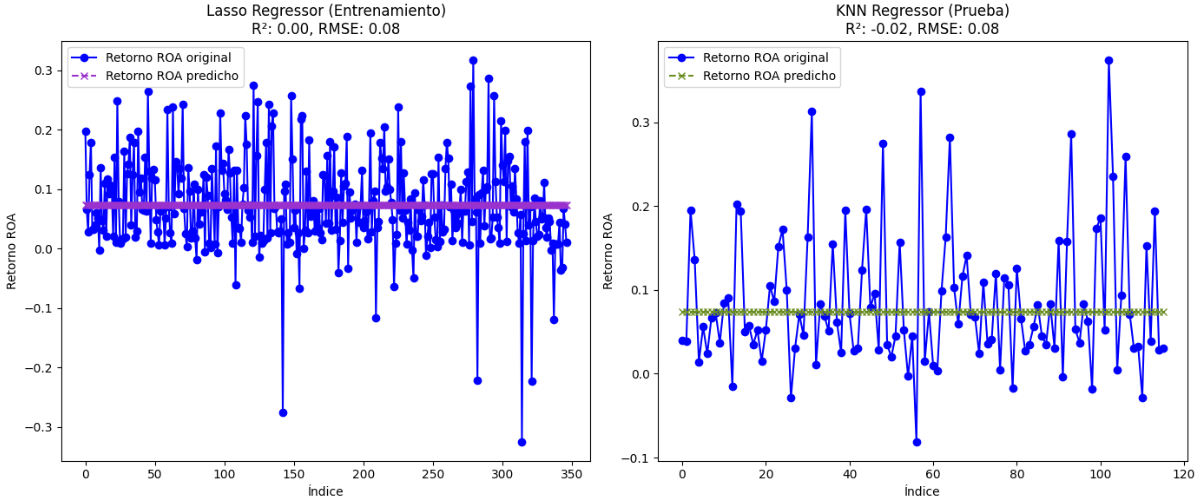 Lasso Regressor (Entrenamiento)
R²: 0.00, RMSE: 0.08
Retorno ROA original
Retorno ROA predicho
Retorno ROA
0.3
0.2
0.1
0.0
−0.1
−0.2
−0.3
0
50
100
150
200
250
300
350
Índice
KNN Regressor (Prueba)
R²: -0.02, RMSE: 0.08
Retorno ROA original
Retorno ROA predicho
Retorno ROA
0.3
0.2
0.1
0.0
−0.1
0
20
40
60
80
100
120
Índice